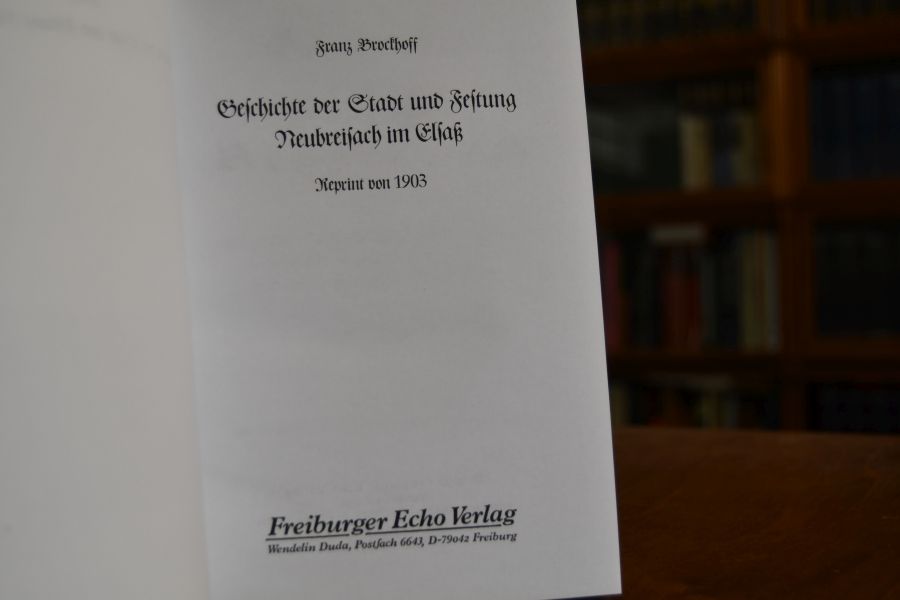 Franz Brockhoff
Geſchichte der Stadt und Feſtung
Neubreiſach im Elſaß
Reprint von 1903
Freiburger Echo Verlag
Wendelin Duda, Postfach 6643, D-79042 Freiburg